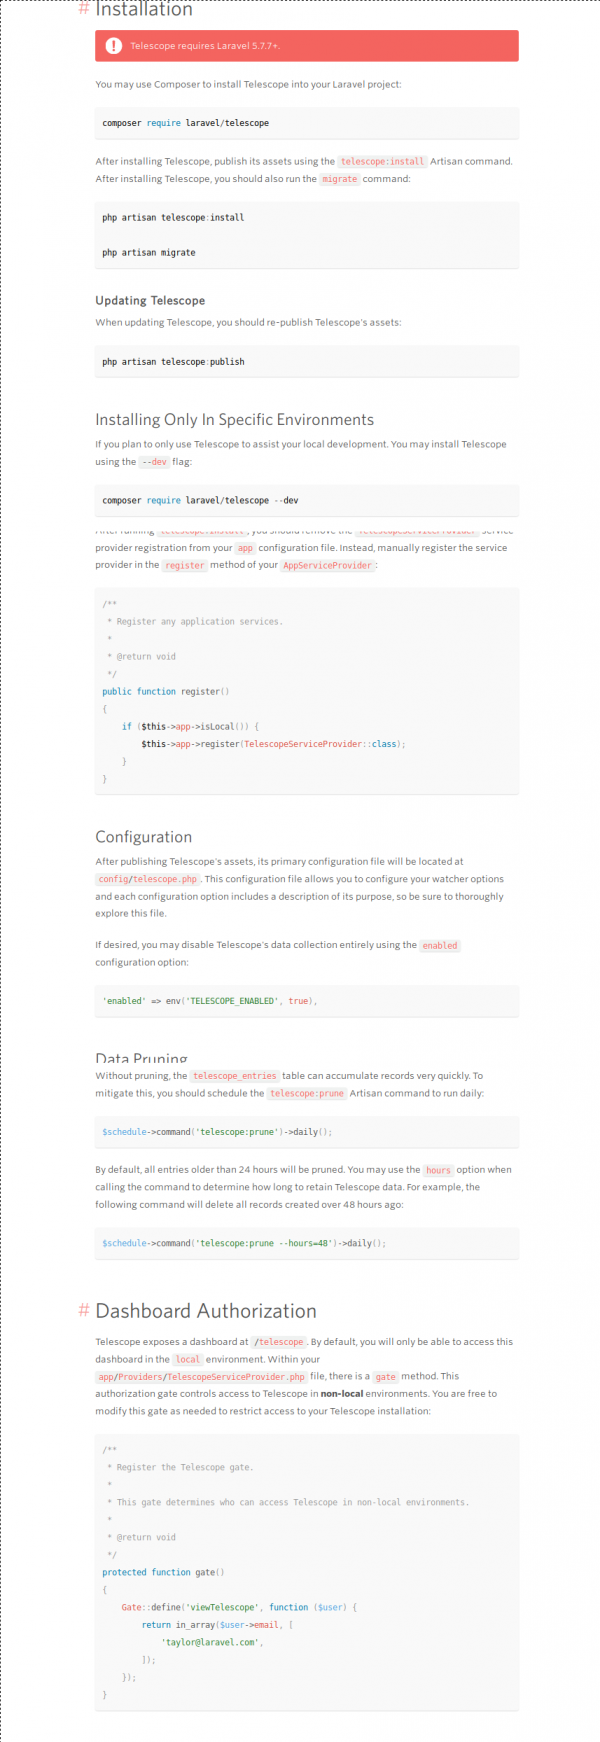 # Installation
Telescope requires Laravel 5.7.7+.
You may use Composer to install Telescope into your Laravel project:
composer require laravel/telescope
After installing Telescope, publish its assets using the telescope:install Artisan command.
After installing Telescope, you should also run the migrate command:
php artisan telescope:install
php artisan migrate
Updating Telescope
When updating Telescope, you should re-publish Telescope's assets:
php artisan telescope:publish
Installing Only In Specific Environments
If you plan to only use Telescope to assist your local development. You may install Telescope
using the --dev flag:
composer require laravel/telescope --dev
After running telescope:install, you should remove the TelescopeServiceProvider service
provider registration from your app configuration file. Instead, manually register the service
provider in the register method of your AppServiceProvider:
/**
* Register any application services.
*
* @return void
*/
public function register()
{
if ($this->app->isLocal()) {
$this->app->register(TelescopeServiceProvider::class);
}
}
Configuration
After publishing Telescope's assets, its primary configuration file will be located at
config/telescope.php. This configuration file allows you to configure your watcher options
and each configuration option includes a description of its purpose, so be sure to thoroughly
explore this file.
If desired, you may disable Telescope's data collection entirely using the enabled
configuration option:
'enabled' => env('TELESCOPE_ENABLED', true),
Data Pruning
Without pruning, the telescope_entries table can accumulate records very quickly. To
mitigate this, you should schedule the telescope:prune Artisan command to run daily:
$schedule->command('telescope:prune')->daily();
By default, all entries older than 24 hours will be pruned. You may use the hours option when
calling the command to determine how long to retain Telescope data. For example, the
following command will delete all records created over 48 hours ago:
$schedule->command('telescope:prune --hours=48')->daily();
# Dashboard Authorization
Telescope exposes a dashboard at /telescope. By default, you will only be able to access this
dashboard in the local environment. Within your
app/Providers/TelescopeServiceProvider.php file, there is a gate method. This
authorization gate controls access to Telescope in non-local environments. You are free to
modify this gate as needed to restrict access to your Telescope installation:
/**
* Register the Telescope gate.
*
* This gate determines who can access Telescope in non-local environments.
*
* @return void
*/
protected function gate()
{
Gate::define('viewTelescope', function ($user) {
return in_array($user->email, [
'taylor@laravel.com',
]);
});
}